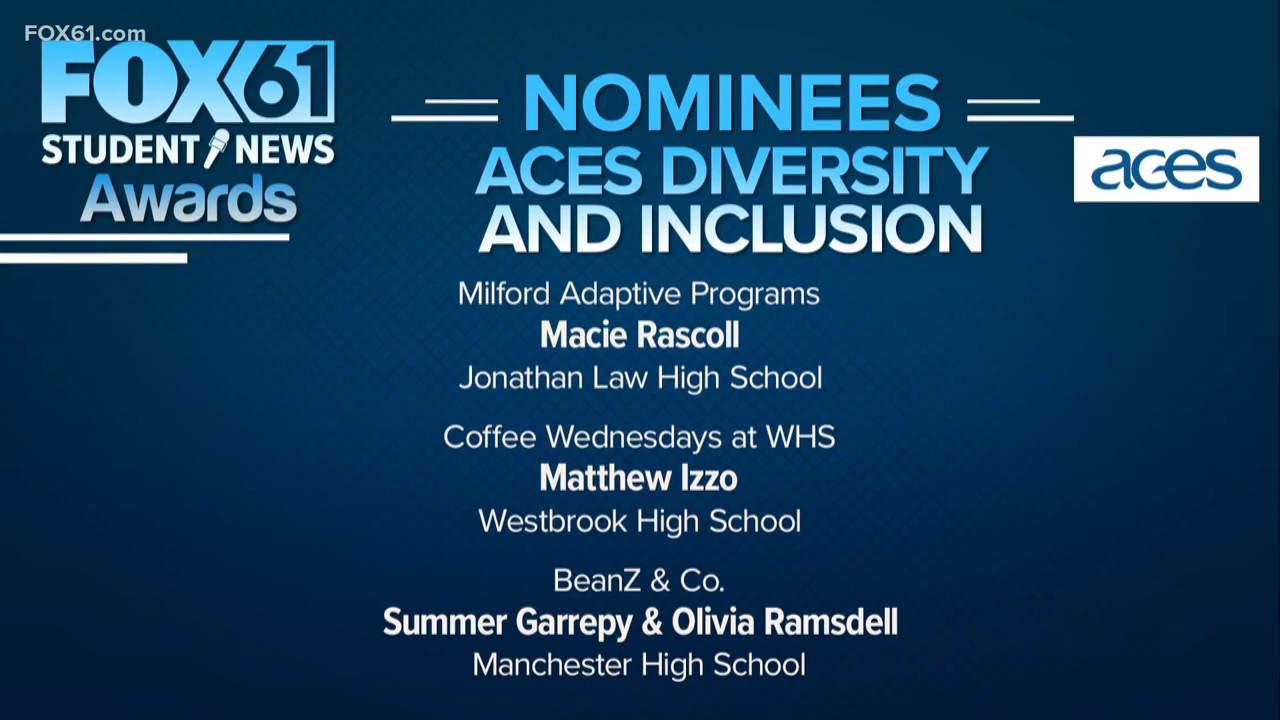 FOX61.com
FOX61
STUDENT NEWS
Awards
NOMINEES
ACES DIVERSITY
AND INCLUSION
aces
Milford Adaptive Programs
Macie Rascoll
Jonathan Law High School
Coffee Wednesdays at WHS
Matthew Izzo
Westbrook High School
BeanZ & Co.
Summer Garrepy & Olivia Ramsdell
Manchester High School